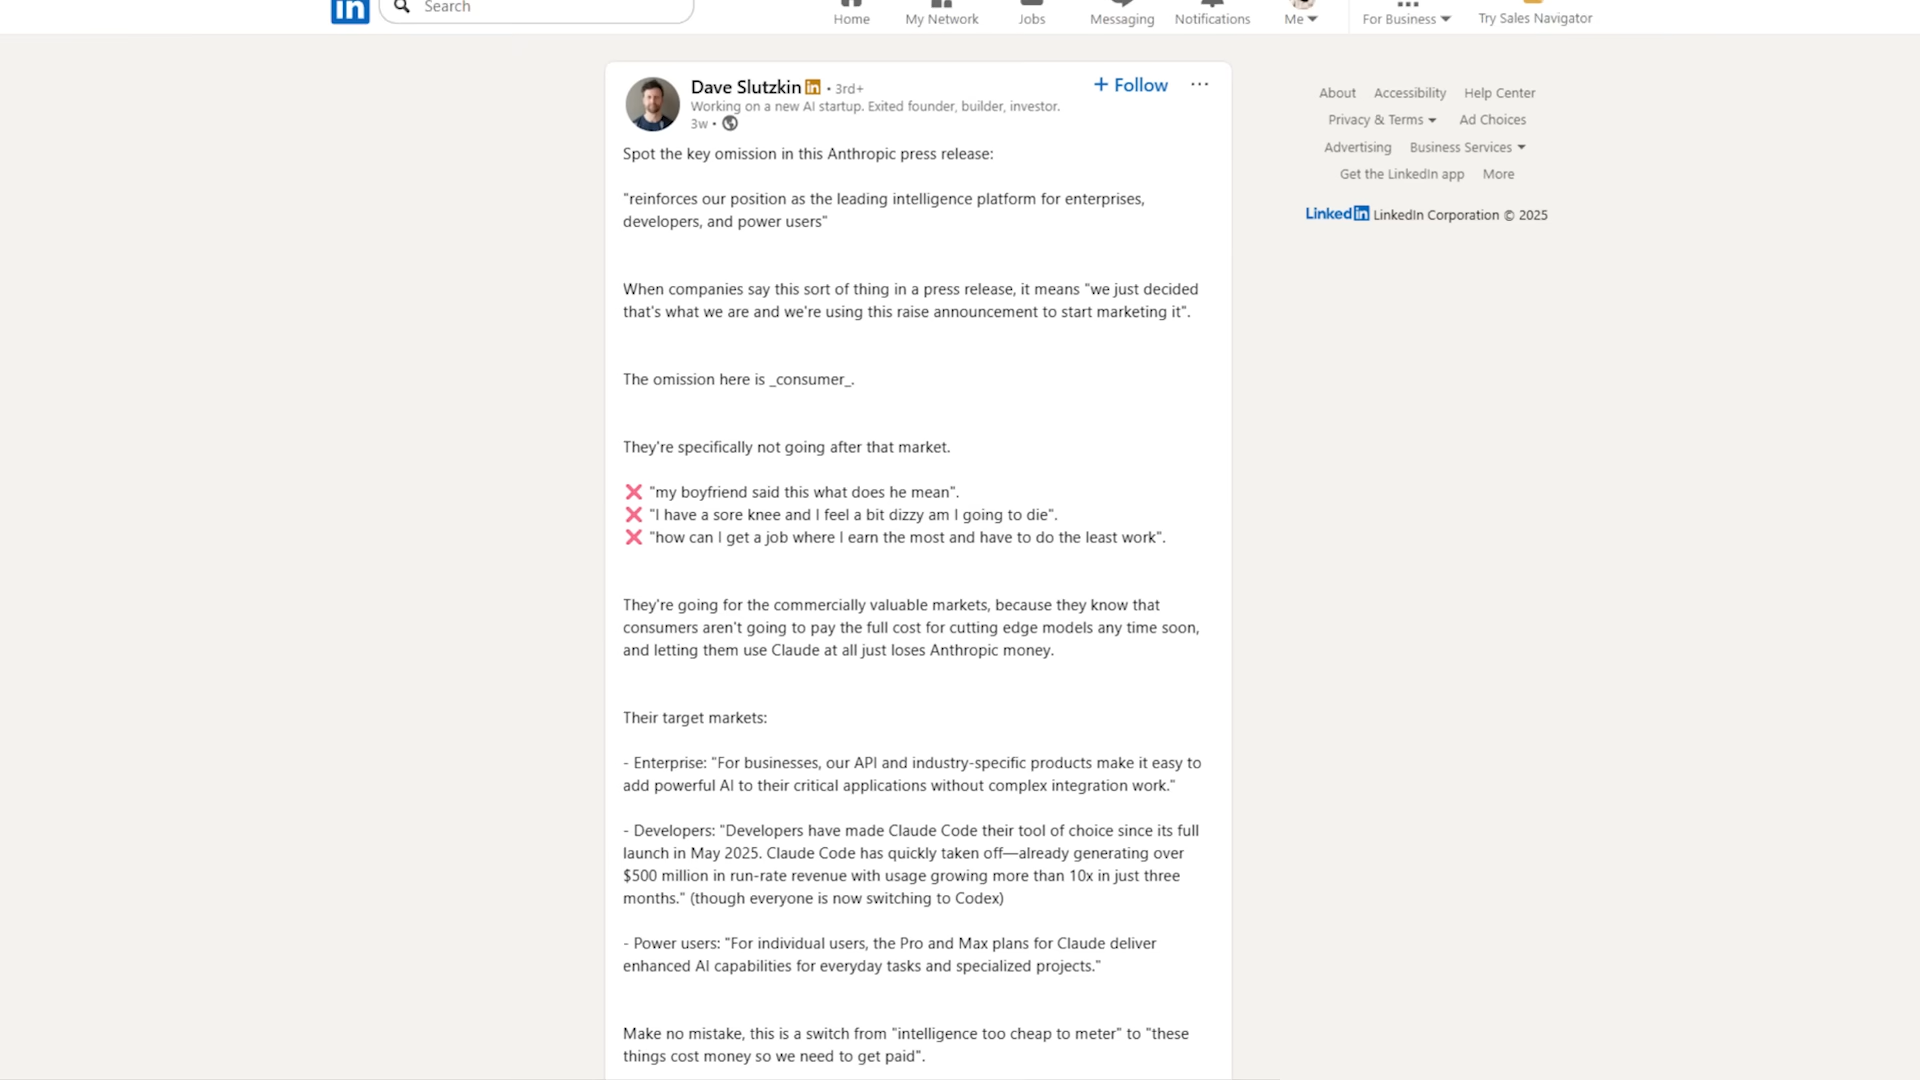 in
Search
Home
My Network
Jobs
Messaging
Notifications
Me
For Business
Try Sales Navigator
Dave Slutzkin in • 3rd+
Working on a new AI startup. Exited founder, builder, investor.
3w •
+ Follow
Spot the key omission in this Anthropic press release:
"reinforces our position as the leading intelligence platform for enterprises,
developers, and power users"
When companies say this sort of thing in a press release, it means "we just decided
that's what we are and we're using this raise announcement to start marketing it".
The omission here is _consumer_.
They're specifically not going after that market.
❌ "my boyfriend said this what does he mean".
❌ "I have a sore knee and I feel a bit dizzy am I going to die".
❌ "how can I get a job where I earn the most and have to do the least work".
They're going for the commercially valuable markets, because they know that
consumers aren't going to pay the full cost for cutting edge models any time soon,
and letting them use Claude at all just loses Anthropic money.
Their target markets:
- Enterprise: "For businesses, our API and industry-specific products make it easy to
add powerful AI to their critical applications without complex integration work."
- Developers: "Developers have made Claude Code their tool of choice since its full
launch in May 2025. Claude Code has quickly taken off—already generating over
$500 million in run-rate revenue with usage growing more than 10x in just three
months." (though everyone is now switching to Codex)
- Power users: "For individual users, the Pro and Max plans for Claude deliver
enhanced AI capabilities for everyday tasks and specialized projects."
Make no mistake, this is a switch from "intelligence too cheap to meter" to "these
things cost money so we need to get paid".
About Accessibility Help Center
Privacy & Terms Ad Choices
Advertising Business Services
Get the LinkedIn app More
LinkedIn LinkedIn Corporation © 2025